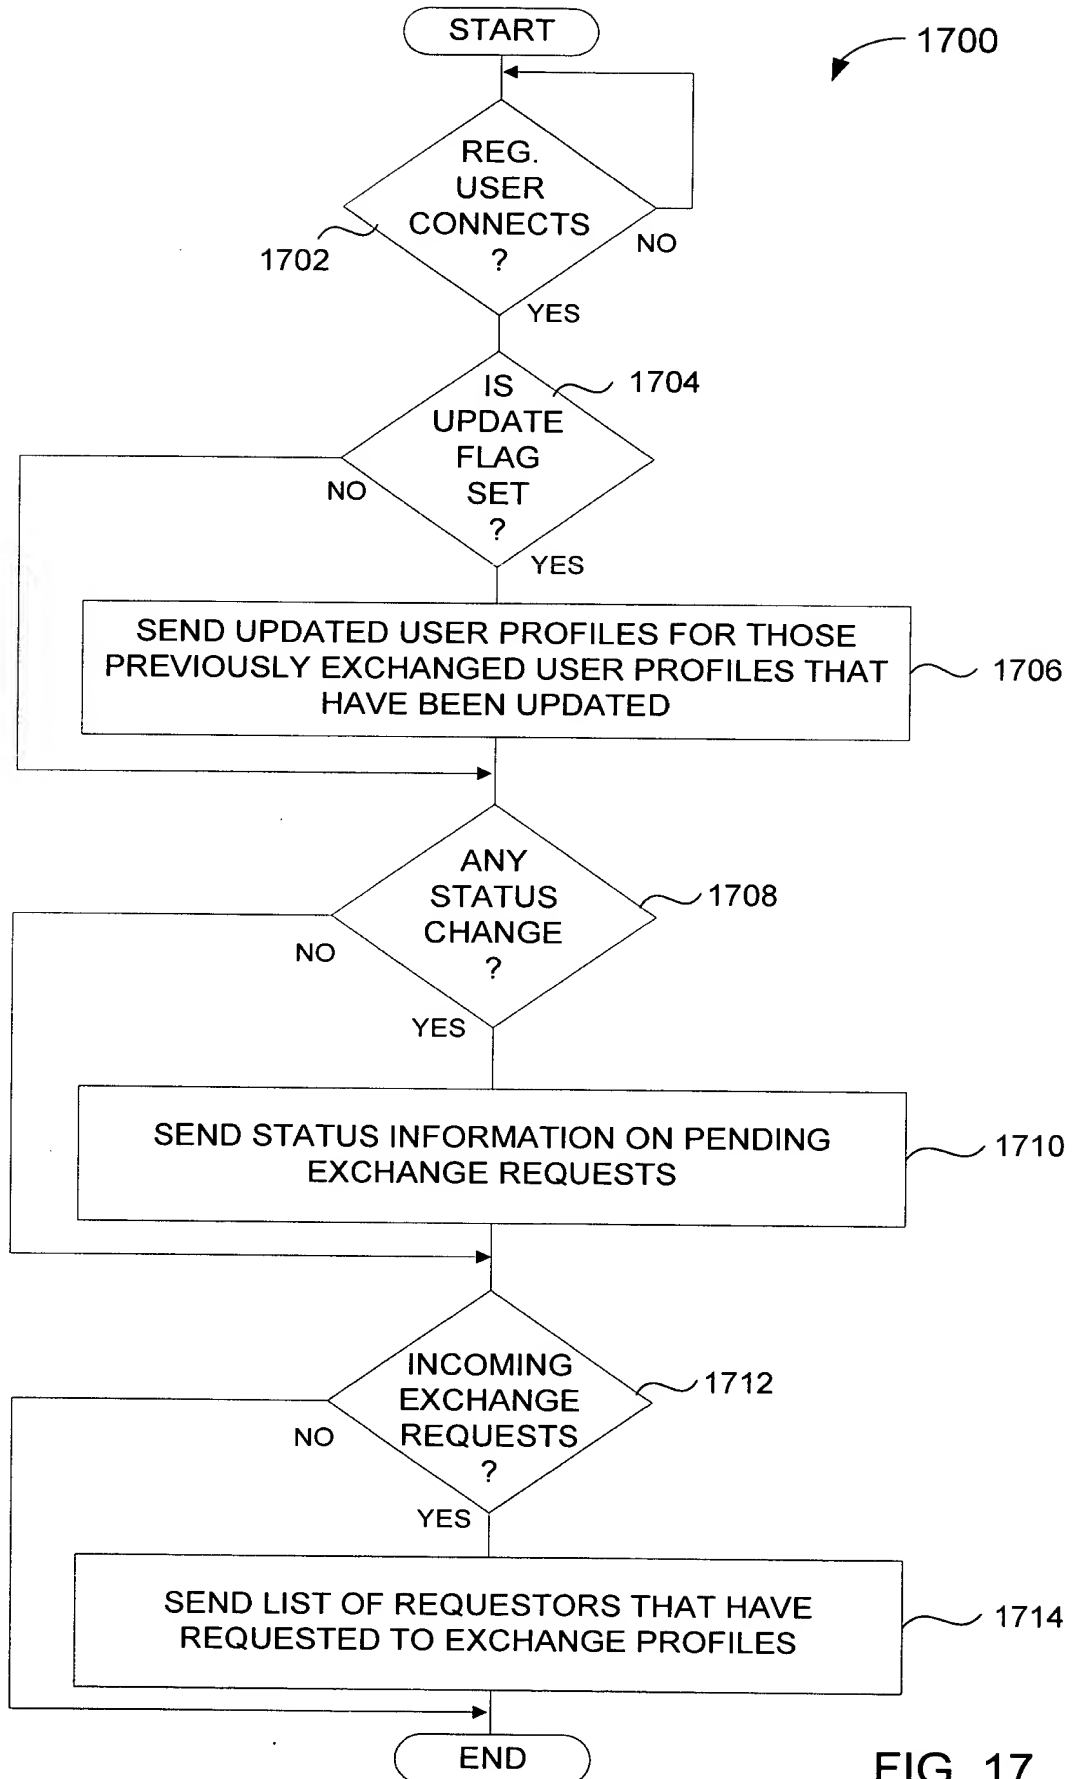 START
1700
REG.
USER
CONNECTS
?
1702
NO
YES
IS
UPDATE
FLAG
SET
?
1704
NO
YES
SEND UPDATED USER PROFILES FOR THOSE
PREVIOUSLY EXCHANGED USER PROFILES THAT
HAVE BEEN UPDATED
1706
ANY
STATUS
CHANGE
?
1708
NO
YES
SEND STATUS INFORMATION ON PENDING
EXCHANGE REQUESTS
1710
INCOMING
EXCHANGE
REQUESTS
?
1712
NO
YES
SEND LIST OF REQUESTORS THAT HAVE
REQUESTED TO EXCHANGE PROFILES
1714
END
FIG. 17